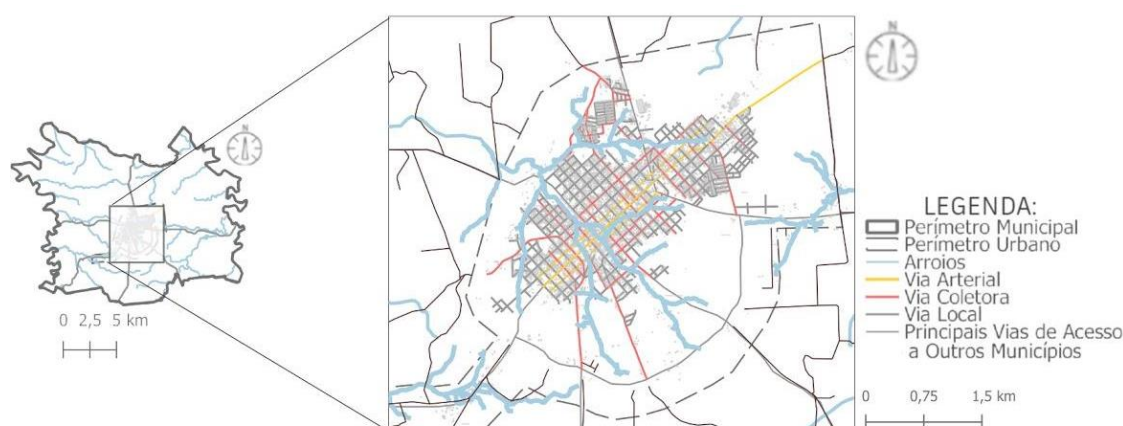 N
0 2,5 5 km
N
LEGENDA:
Perímetro Municipal
Perímetro Urbano
Arroios
Via Arterial
Via Coletora
Via Local
Principais Vias de Acesso
a Outros Municípios
0 0,75 1,5 km